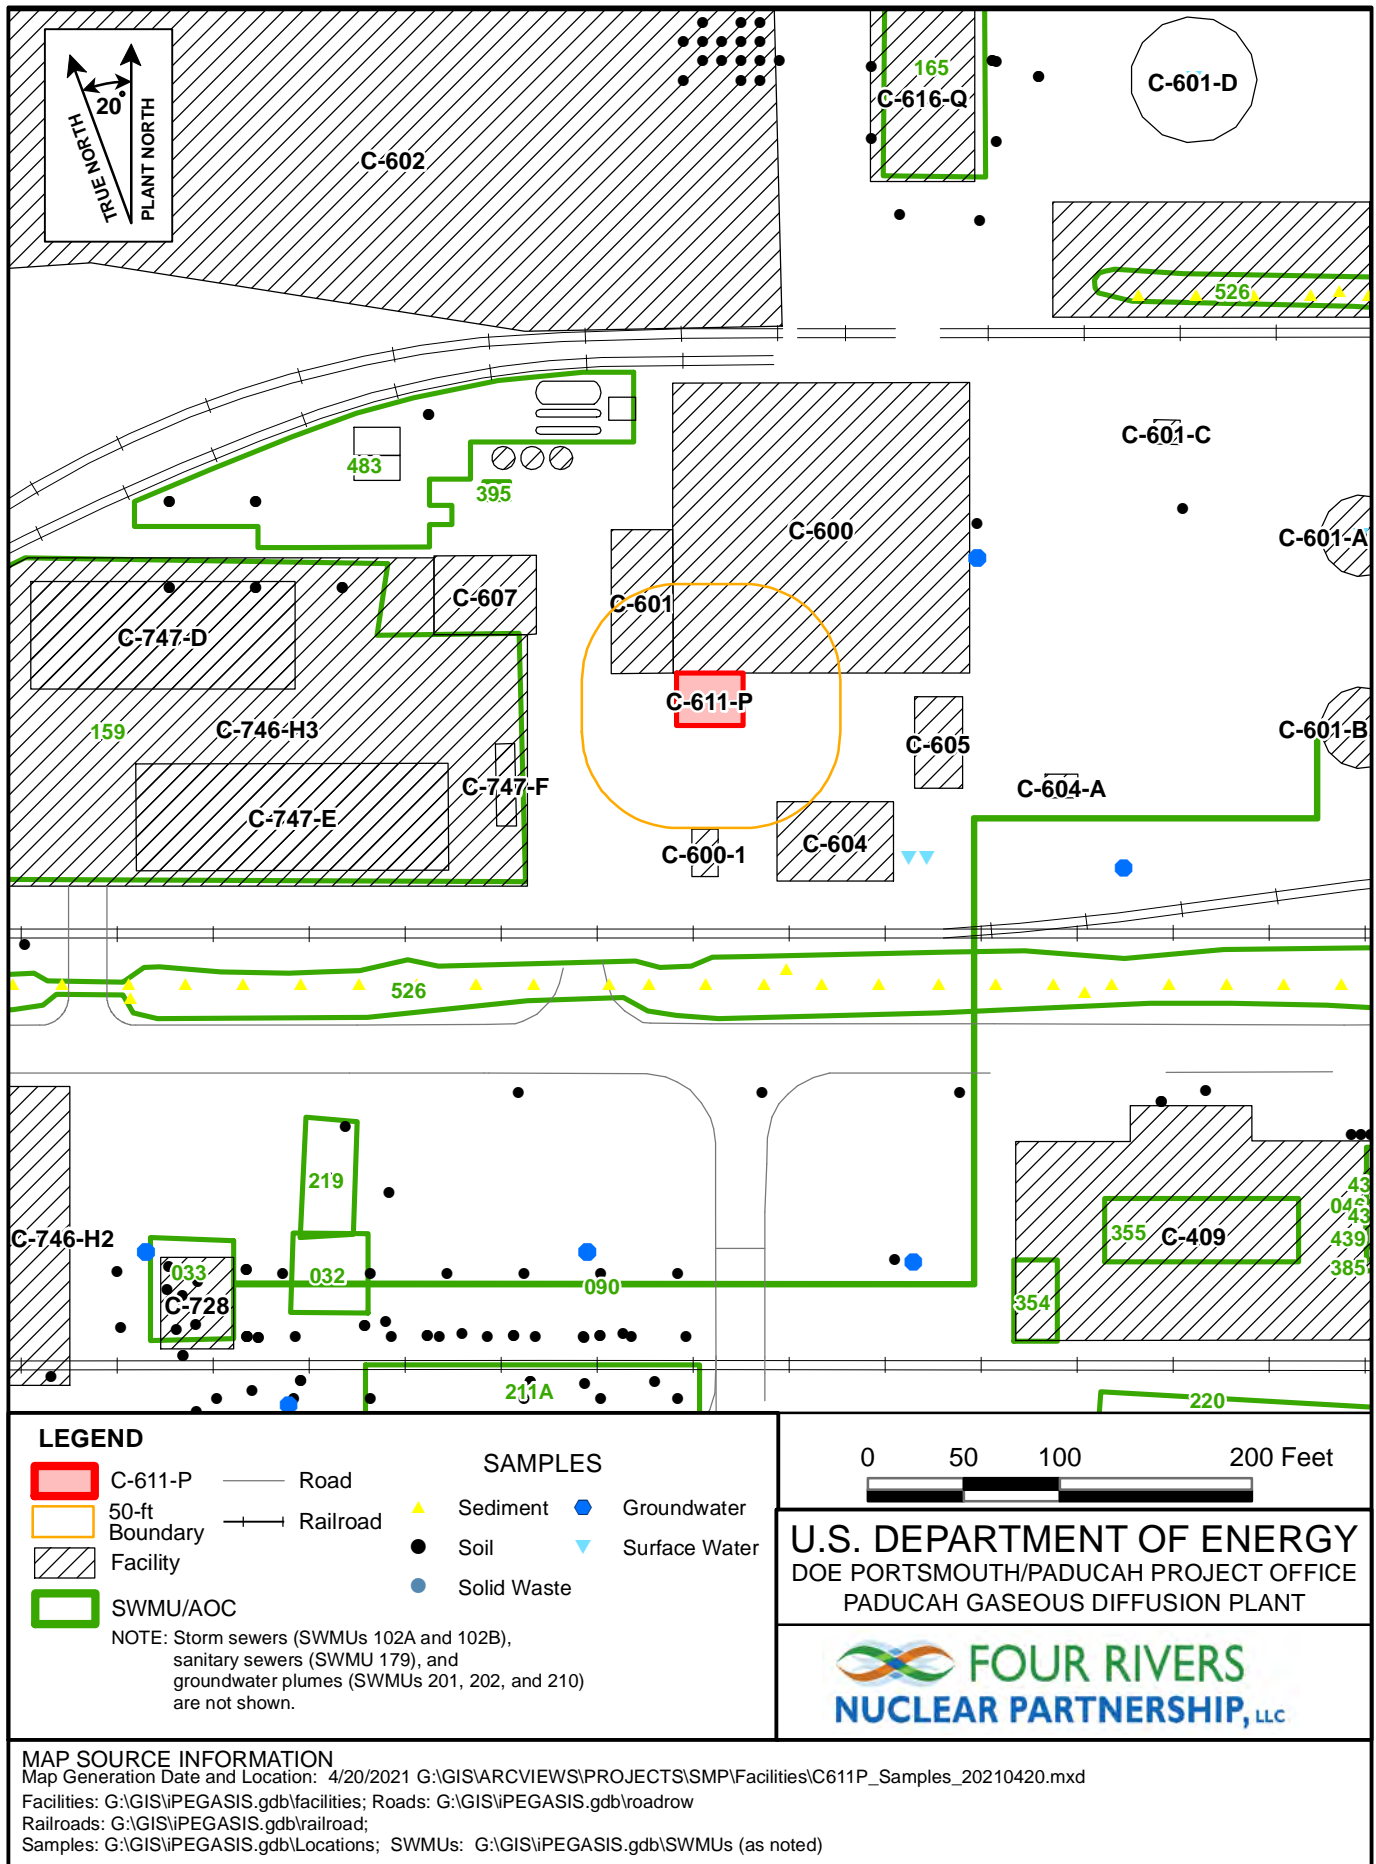 20°
TRUE NORTH
PLANT NORTH
C-602
165
C-616-Q
C-601-D
526
C-601-C
483
395
C-600
C-601-A
C-607
C-601
C-747-D
C-611-P
159
C-746-H3
C-601-B
C-605
C-747-F
C-604-A
C-747-E
C-604
C-600-1
526
219
C-746-H2
033
032
090
C-728
355
C-409
43
046
43
439
385
354
211A
220
LEGEND
C-611-P
50-ft
Boundary
Facility
SWMU/AOC
Road
Railroad
SAMPLES
Sediment
Soil
Solid Waste
Groundwater
Surface Water
NOTE: Storm sewers (SWMUs 102A and 102B),
sanitary sewers (SWMU 179), and
groundwater plumes (SWMUs 201, 202, and 210)
are not shown.
0 50 100 200 Feet
U.S. DEPARTMENT OF ENERGY
DOE PORTSMOUTH/PADUCAH PROJECT OFFICE
PADUCAH GASEOUS DIFFUSION PLANT
FOUR RIVERS
NUCLEAR PARTNERSHIP, LLC
MAP SOURCE INFORMATION
Map Generation Date and Location: 4/20/2021 G:\GIS\ARCVIEWS\PROJECTS\SMP\Facilities\C611P_Samples_20210420.mxd
Facilities: G:\GIS\iPEGASIS.gdb\facilities; Roads: G:\GIS\iPEGASIS.gdb\roadrow
Railroads: G:\GIS\iPEGASIS.gdb\railroad;
Samples: G:\GIS\iPEGASIS.gdb\Locations; SWMUs: G:\GIS\iPEGASIS.gdb\SWMUs (as noted)